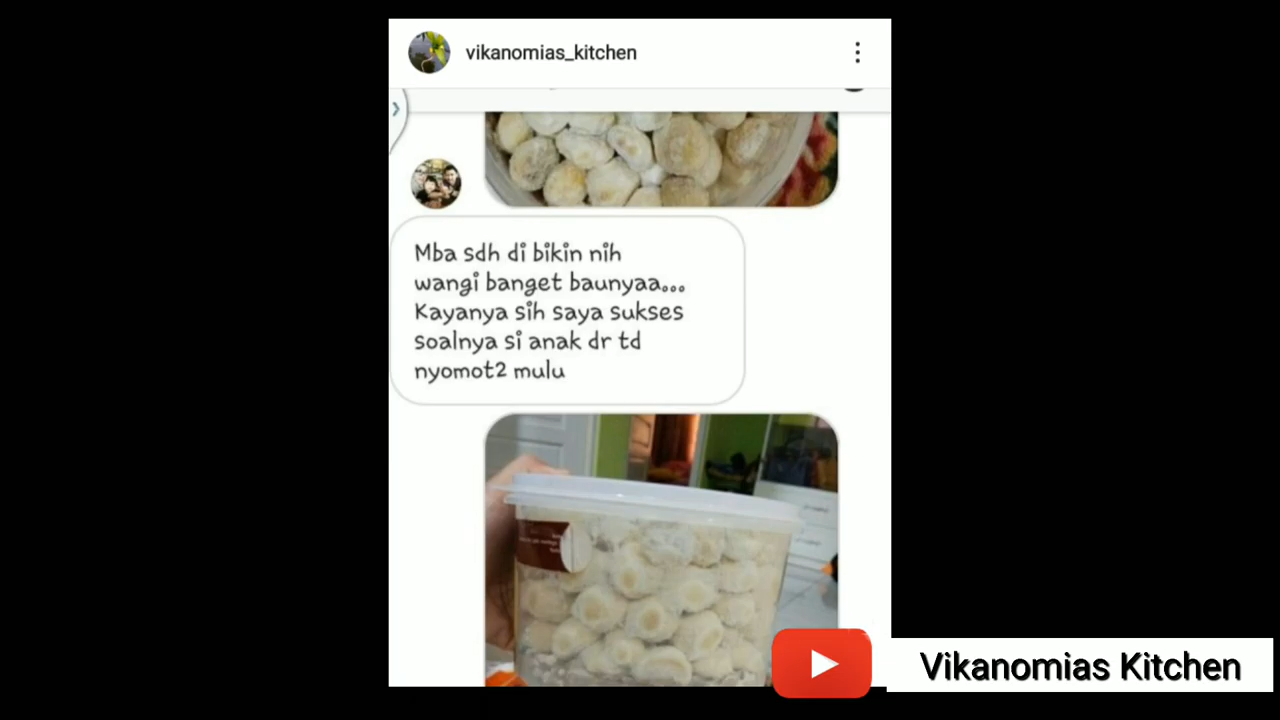 vikanomias_kitchen
Mba sdh di bikin nih
wangi banget baunyaa...
Kayanya sih saya sukses
soalnya si anak dr td
nyomot2 mulu
Vikanomias Kitchen